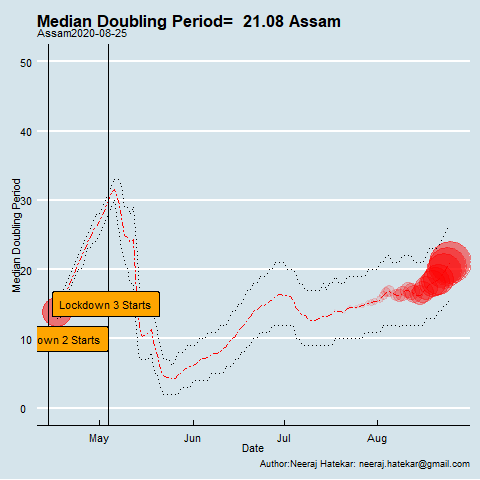 Median Doubling Period=  21.08 Assam
Assam2020-08-25
50
40
30
20
10
0
Median Doubling Period
Lockdown 3 Starts
own 2 Starts
May
Jun
Jul
Aug
Date
Author:Neeraj Hatekar: neeraj.hatekar@gmail.com